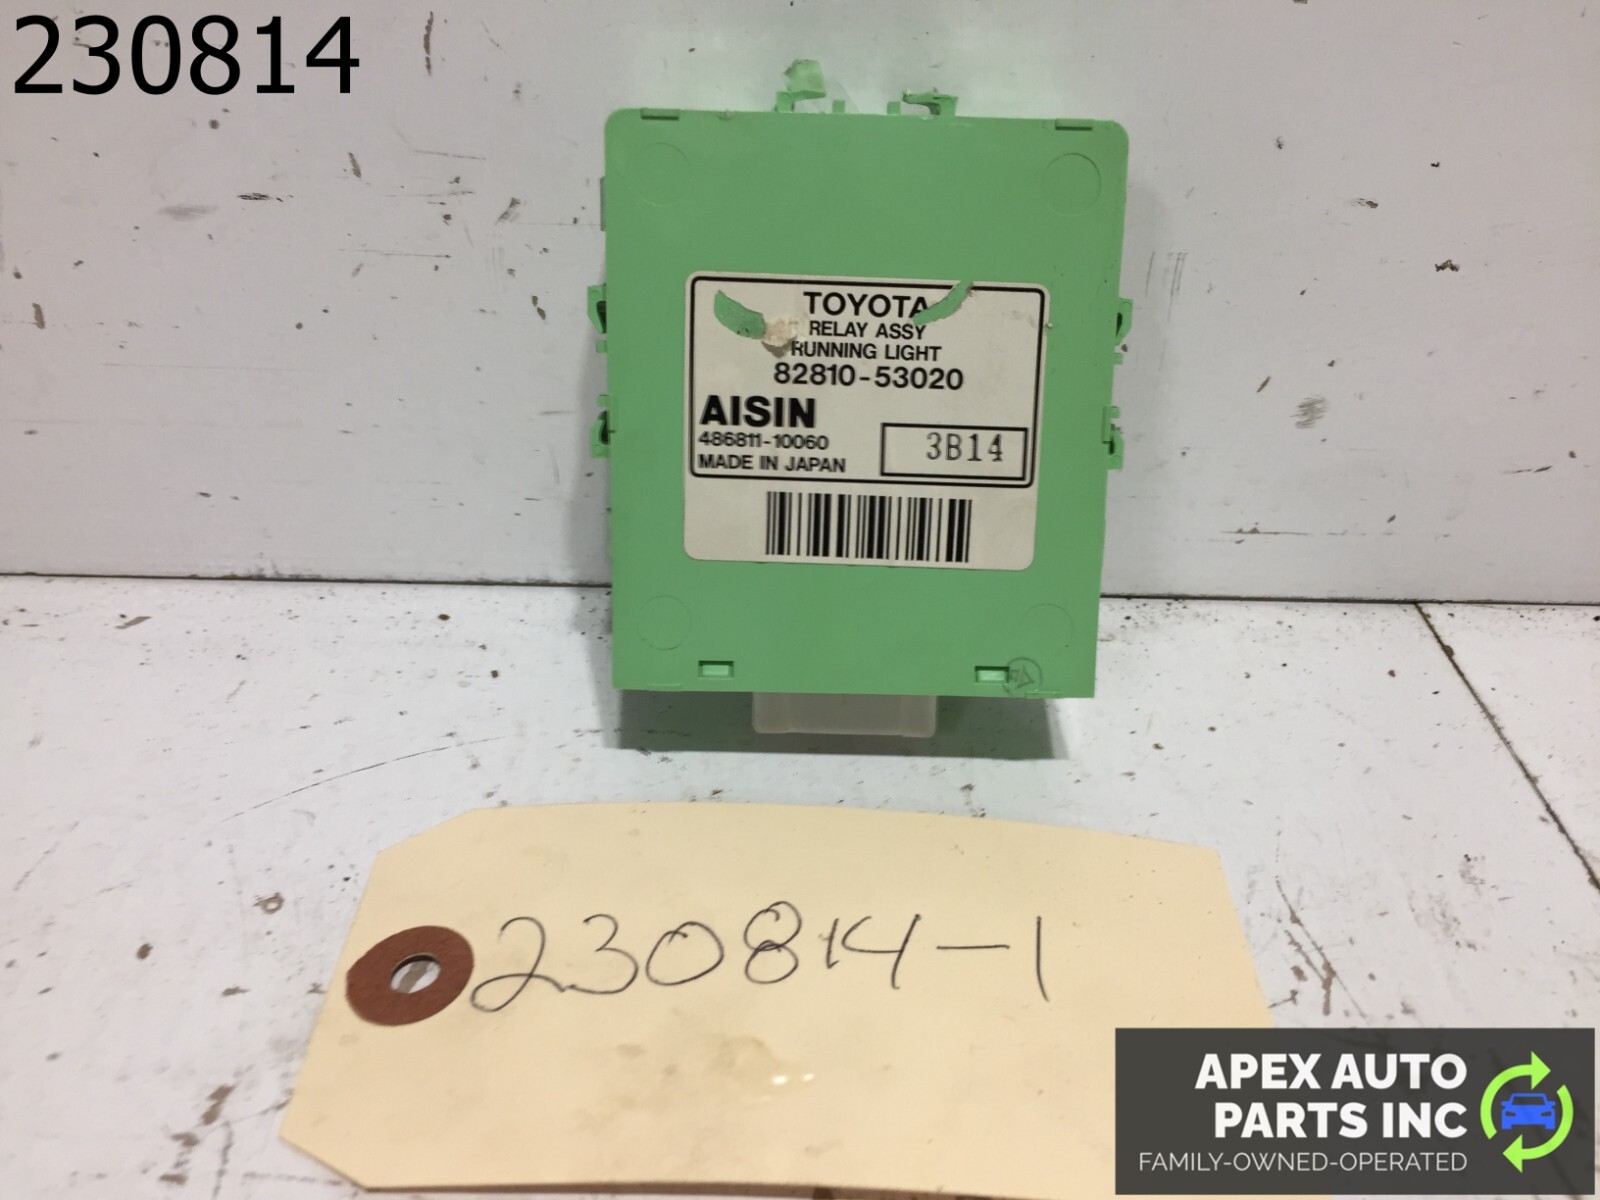 230814
TOYOTA
RELAY ASSY
RUNNING LIGHT
82810-53020
AISIN
486811-10060
3B14
MADE IN JAPAN
230814-1
APEX AUTO
PARTS INC
FAMILY-OWNED-OPERATED